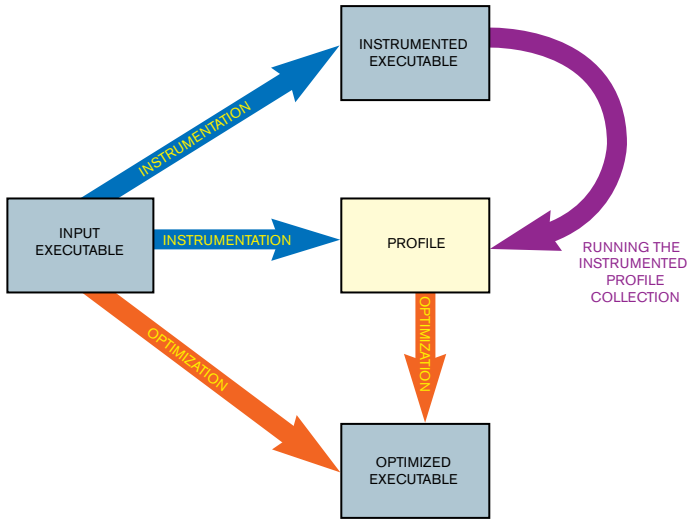 INSTRUMENTED
EXECUTABLE
INSTRUMENTATION
INPUT
EXECUTABLE
INSTRUMENTATION
PROFILE
RUNNING THE
INSTRUMENTED
PROFILE
COLLECTION
OPTIMIZATION
OPTIMIZATION
OPTIMIZED
EXECUTABLE